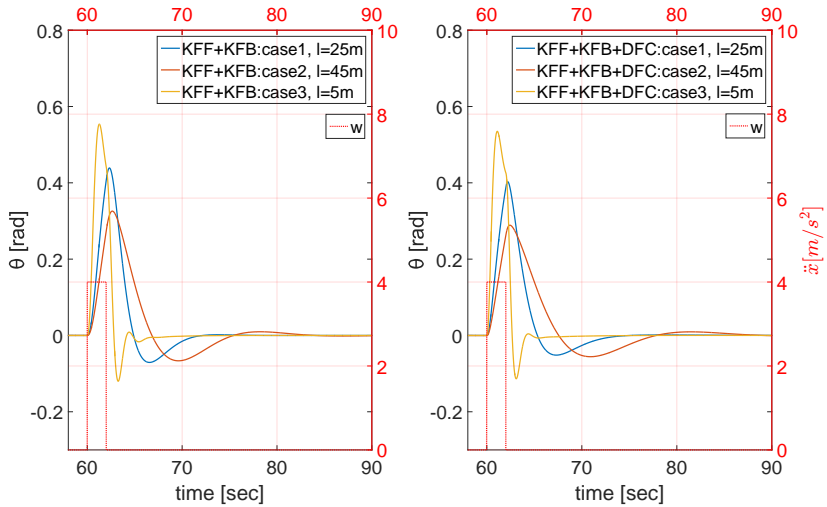 60 70 80 90
0.8
0.6
0.4
0.2
0
-0.2
θ [rad]
KFF+KFB:case1, l=25m
KFF+KFB:case2, l=45m
KFF+KFB:case3, l=5m
w
10
8
6
4
2
0
60 70 80 90
time [sec]
60 70 80 90
0.8
0.6
0.4
0.2
0
-0.2
θ [rad]
KFF+KFB+DFC:case1, l=25m
KFF+KFB+DFC:case2, l=45m
KFF+KFB+DFC:case3, l=5m
w
10
8
6
4
2
0
ẍ[m/s²]
60 70 80 90
time [sec]